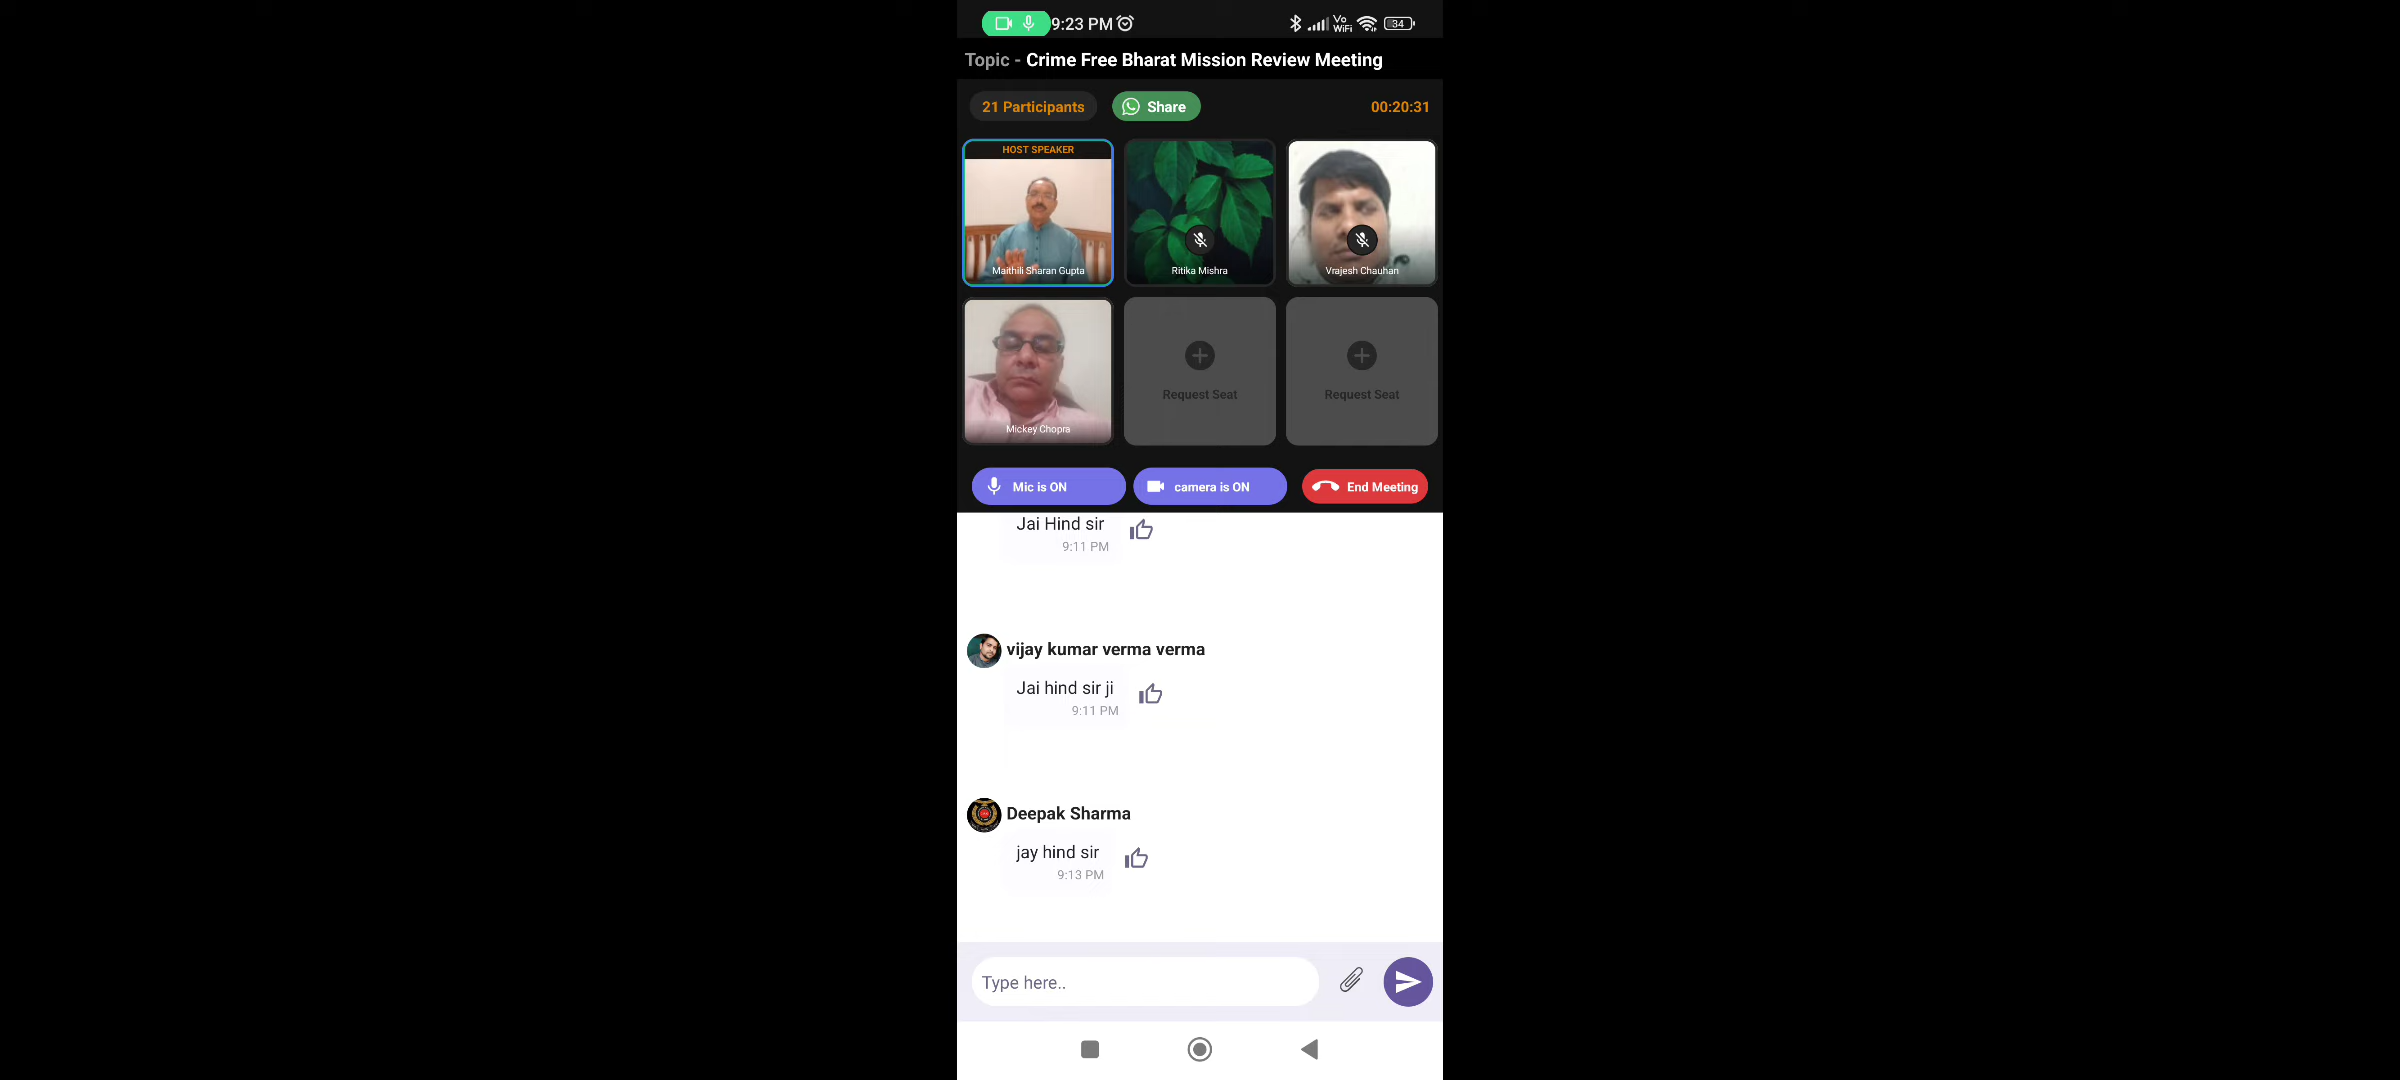 9:23 PM
Vo
WiFi
34
Topic - Crime Free Bharat Mission Review Meeting
21 Participants
Share
00:20:31
HOST SPEAKER
Maithili Sharan Gupta
Ritika Mishra
Vrajesh Chauhan
Mickey Chopra
Request Seat
Request Seat
Mic is ON
camera is ON
End Meeting
Jai Hind sir
9:11 PM
vijay kumar verma verma
Jai hind sir ji
9:11 PM
Deepak Sharma
jay hind sir
9:13 PM
Type here..